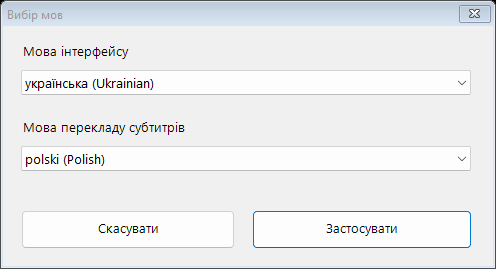 Вибір мов
Мова інтерфейсу
українська (Ukrainian)
Мова перекладу субтитрів
polski (Polish)
Скасувати
Застосувати